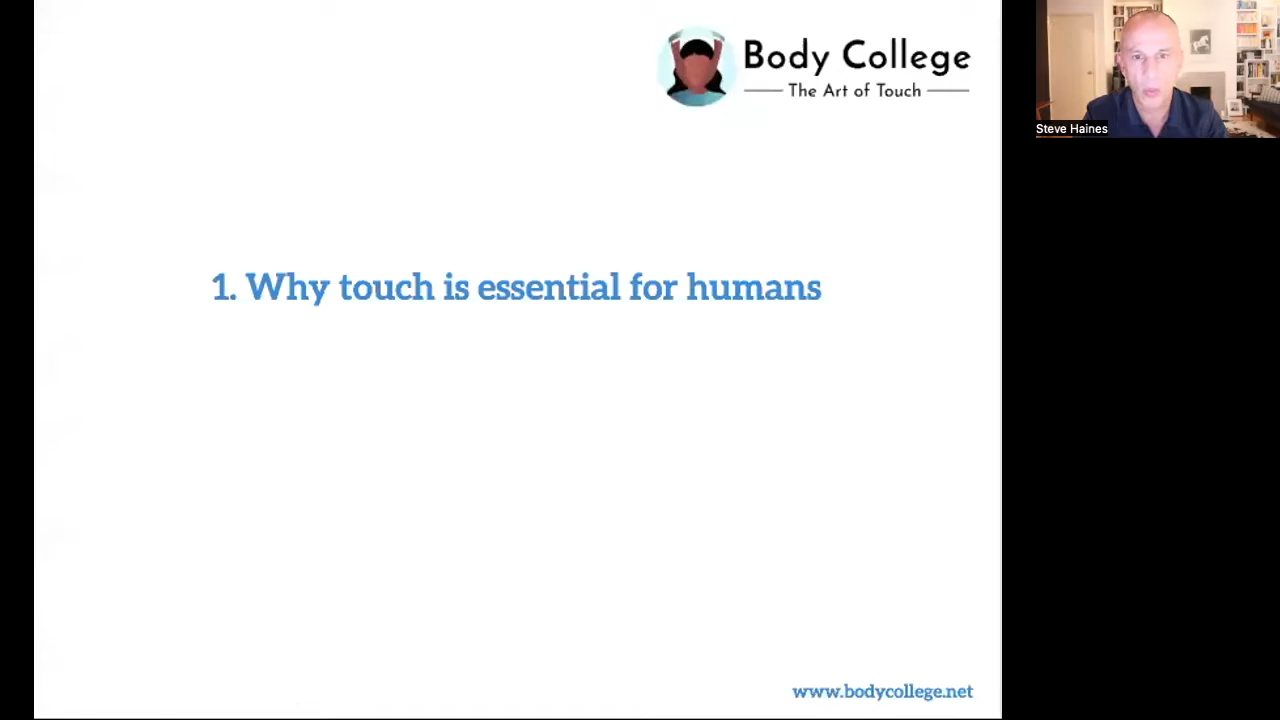 Body College
The Art of Touch
Steve Haines
1. Why touch is essential for humans
www.bodycollege.net